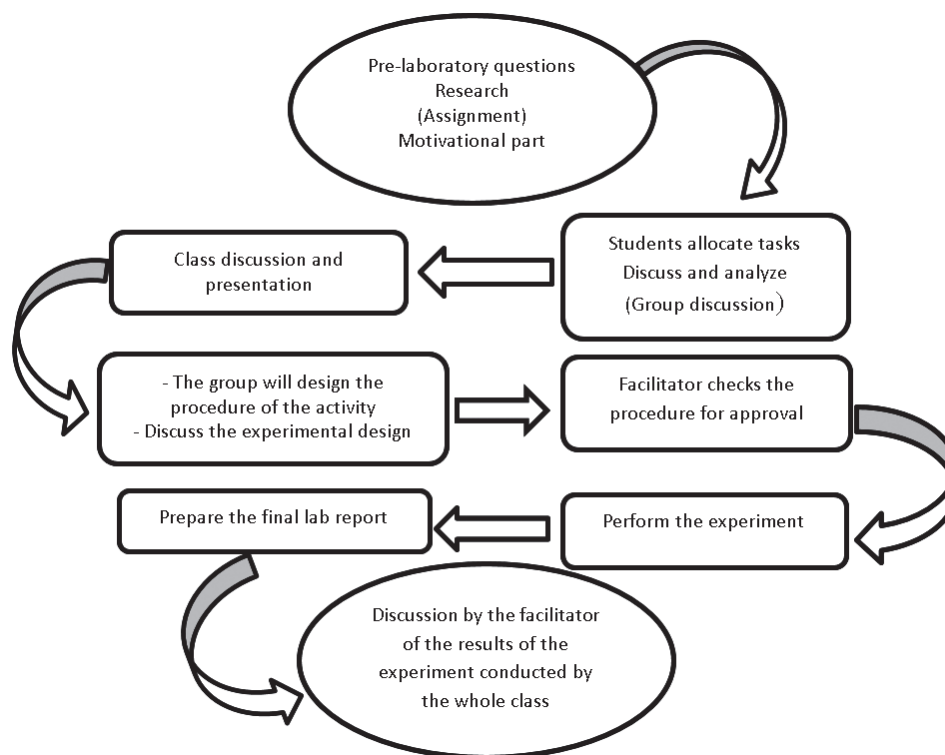 Pre-laboratory questions
Research
(Assignment)
Motivational part
Students allocate tasks
Discuss and analyze
(Group discussion)
Class discussion and
presentation
- The group will design the
procedure of the activity
- Discuss the experimental design
Facilitator checks the
procedure for approval
Perform the experiment
Prepare the final lab report
Discussion by the facilitator
of the results of the
experiment conducted by
the whole class